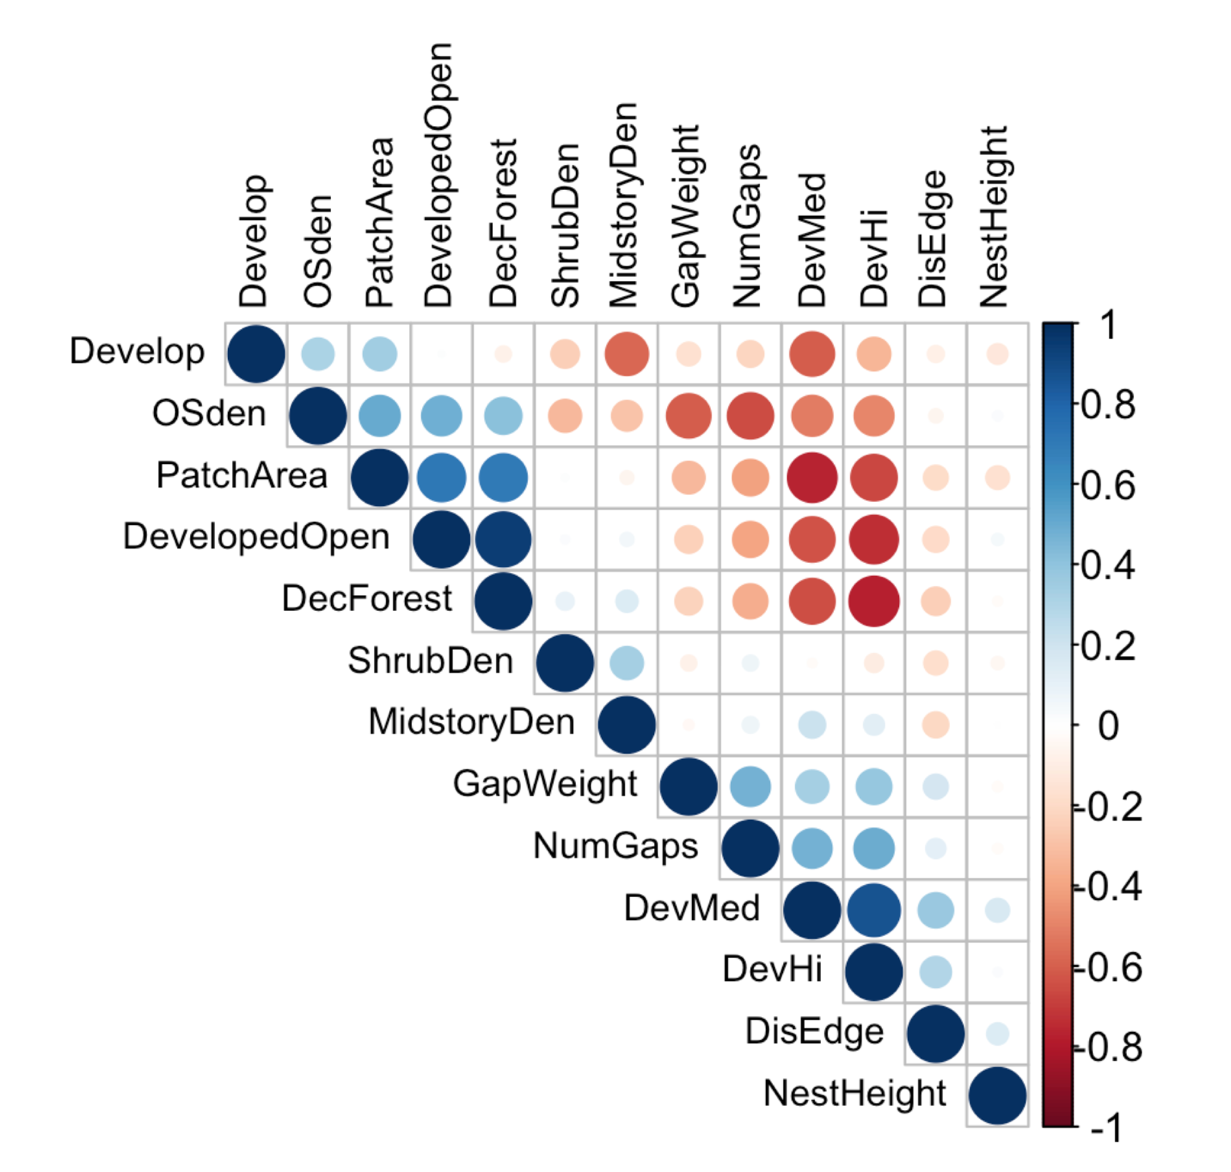 Develop
OSden
PatchArea
DevelopedOpen
DecForest
ShrubDen
MidstoryDen
GapWeight
NumGaps
DevMed
DevHi
DisEdge
NestHeight
Develop
OSden
PatchArea
DevelopedOpen
DecForest
ShrubDen
MidstoryDen
GapWeight
NumGaps
DevMed
DevHi
DisEdge
NestHeight
1
0.8
0.6
0.4
0.2
0
-0.2
-0.4
-0.6
-0.8
-1